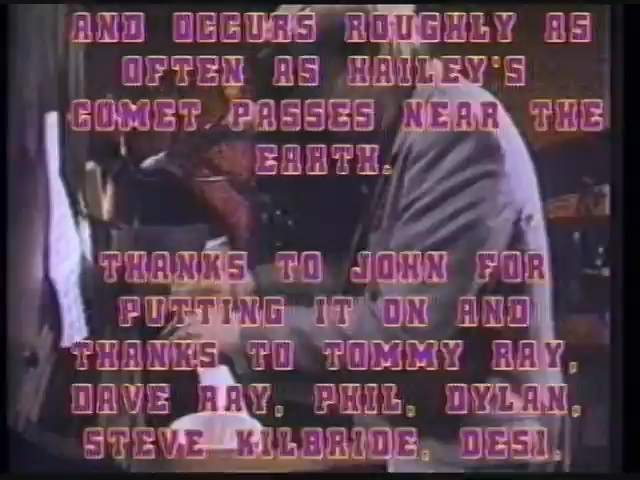 AND OCCURS ROUGHLY AS
OFTEN AS HAILEY'S
COMET PASSES NEAR THE
EARTH.
THANKS TO JOHN FOR
PUTTING IT ON AND
THANKS TO TOMMY RAY,
DAVE RAY, PHIL, DYLAN,
STEVE KILBRIDE, DESI,